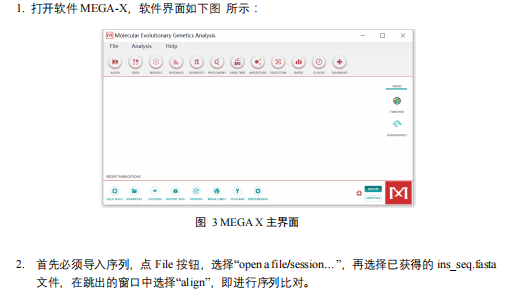 1. 打开软件 MEGA-X，软件界面如下图 所示：
Molecular Evolutionary Genetics Analysis
File Analysis Help
ALIGN DATA MODELS DISTANCE DIVERSITY PHYLOGENY USER TREE ANCESTORS SELECTION RATES CLOCKS DIAGNOSE
TIMETREE
RECENT PUBLICATIONS
HELP DOCS EXAMPLES CITATION REPORT BUG UPDATES MEGA LINKS TOOLBAR PREFERENCES
图 3 MEGA X 主界面
2. 首先必须导入序列，点 File 按钮，选择“open a file/session…”，再选择已获得的 ins_seq.fasta
文件，在跳出的窗口中选择“align”，即进行序列比对。